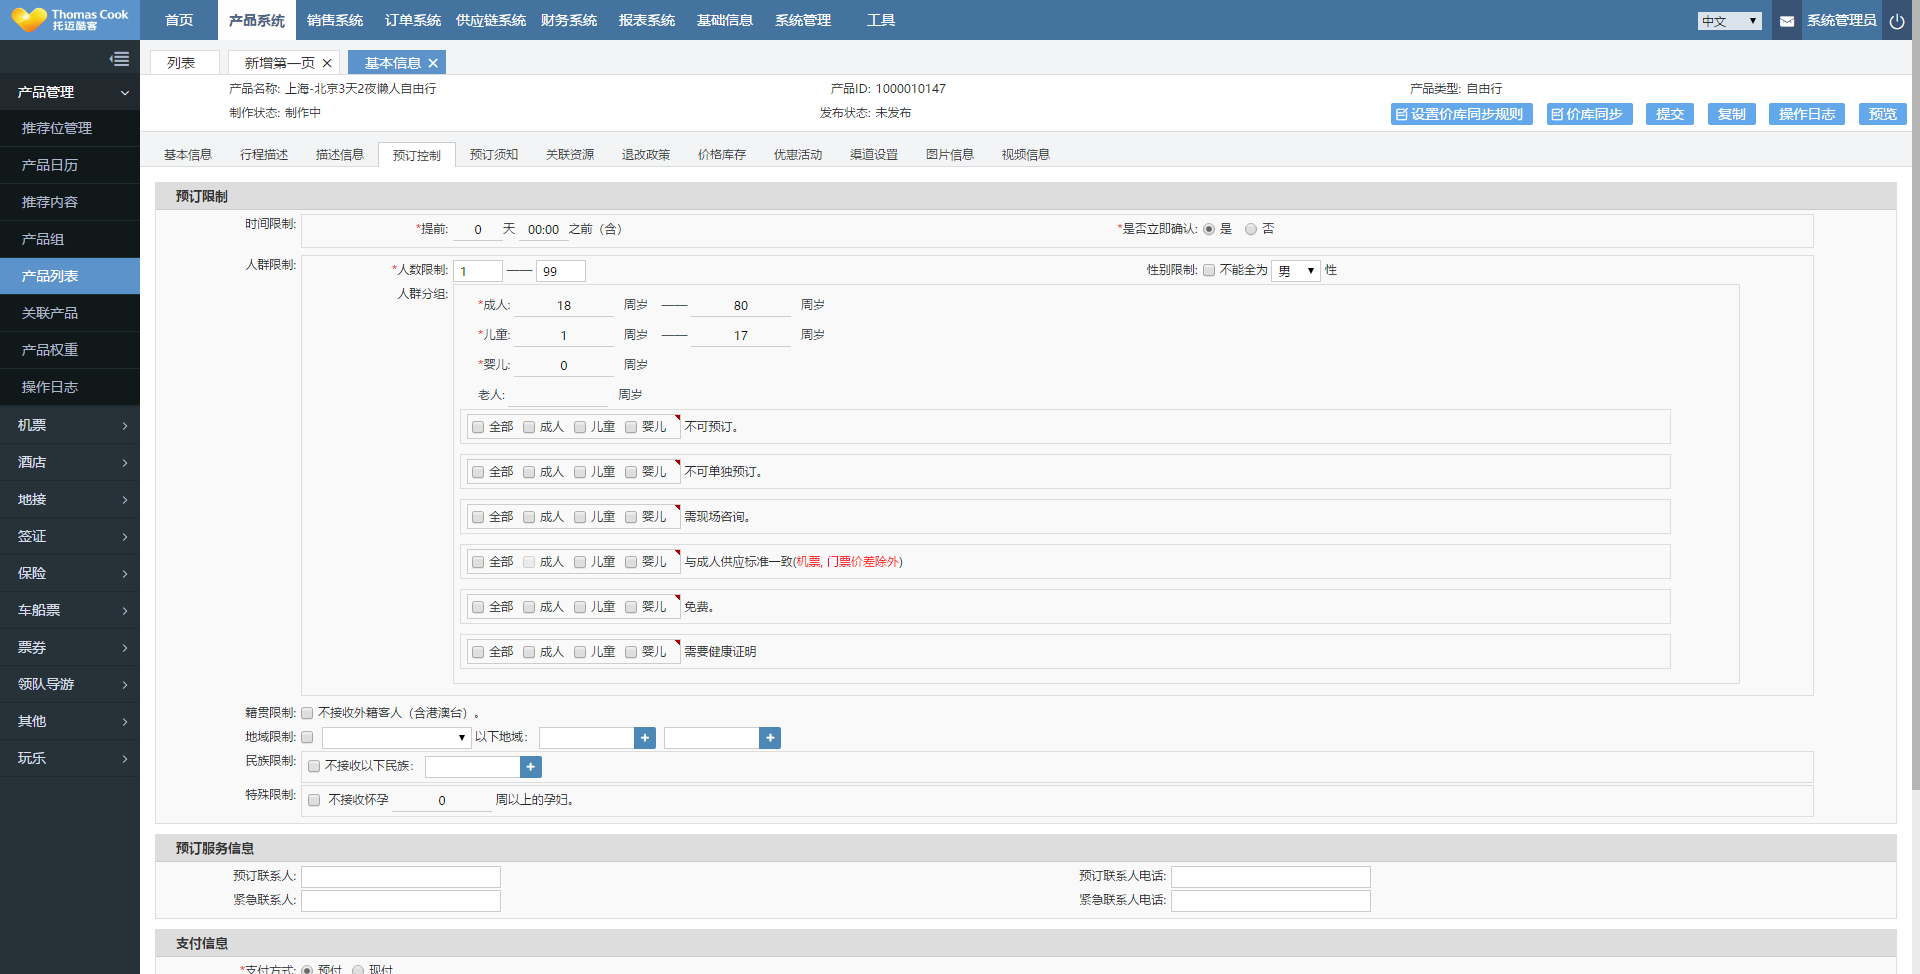 Thomas Cook
托迈酷客
首页 产品系统 销售系统 订单系统 供应链系统 财务系统 报表系统 基础信息 系统管理 工具 中文 系统管理员
列表 新增第一页 基本信息
产品名称: 上海-北京3天2夜懒人自由行 产品ID: 1000010147 产品类型: 自由行
制作状态: 制作中 发布状态: 未发布
设置价库同步规则 价库同步 提交 复制 操作日志 预览
基本信息 行程描述 描述信息 预订控制 预订须知 关联资源 退改政策 价格库存 优惠活动 渠道设置 图片信息 视频信息
产品管理
推荐位管理
产品日历
推荐内容
产品组
产品列表
关联产品
产品权重
操作日志
机票
酒店
地接
签证
保险
车船票
票券
领队导游
其他
玩乐
预订限制
时间限制: *提前: 0 天 00:00 之前（含） *是否立即确认: 是 否
人群限制: *人数限制: 1 —— 99 性别限制: 不能全为 男 性
人群分组:
*成人: 18 周岁 —— 80 周岁
*儿童: 1 周岁 —— 17 周岁
*婴儿: 0 周岁
老人: 周岁
全部 成人 儿童 婴儿 不可预订。
全部 成人 儿童 婴儿 不可单独预订。
全部 成人 儿童 婴儿 需现场咨询。
全部 成人 儿童 婴儿 与成人供应标准一致(机票, 门票价差除外)
全部 成人 儿童 婴儿 免费。
全部 成人 儿童 婴儿 需要健康证明
籍贯限制: 不接收外籍客人（含港澳台）。
地域限制: 以下地域:
民族限制: 不接收以下民族:
特殊限制: 不接收怀孕 0 周以上的孕妇。
预订服务信息
预订联系人: 预订联系人电话:
紧急联系人: 紧急联系人电话:
支付信息
*支付方式: 预付 现付